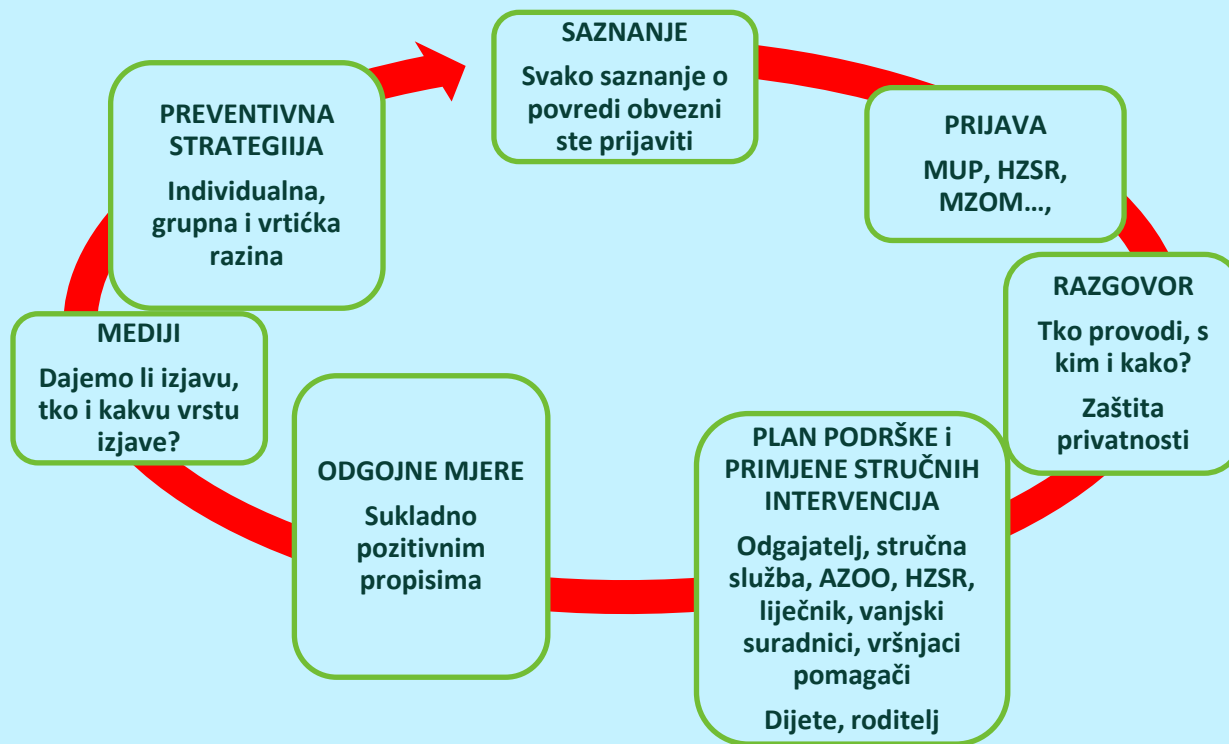 SAZNANJE
Svako saznanje o
povredi obvezni
ste prijaviti
PRIJAVA
MUP, HZSR,
MZOM...,
RAZGOVOR
Tko provodi, s
kim i kako?
Zaštita
privatnosti
PLAN PODRŠKE i
PRIMJENE STRUČNIH
INTERVENCIJA
Odgajatelj, stručna
služba, AZOO, HZSR,
liječnik, vanjski
suradnici, vršnjaci
pomagači
Dijete, roditelj
ODGOJNE MJERE
Sukladno
pozitivnim
propisima
MEDIJI
Dajemo li izjavu,
tko i kakvu vrstu
izjave?
PREVENTIVNA
STRATEGIIJA
Individualna,
grupna i vrtićka
razina